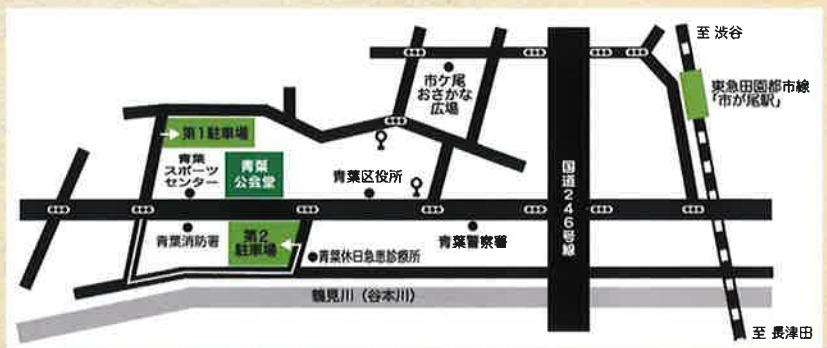 至 渋谷
東急田園都市線
「市が尾駅」
市ケ尾
おさかな
広場
第1駐車場
青葉
スポーツ
センター
青葉
公会堂
青葉区役所
国道246号線
青葉消防署
第2
駐車場
青葉休日急患診療所
青葉警察署
鶴見川（谷本川）
至 長津田